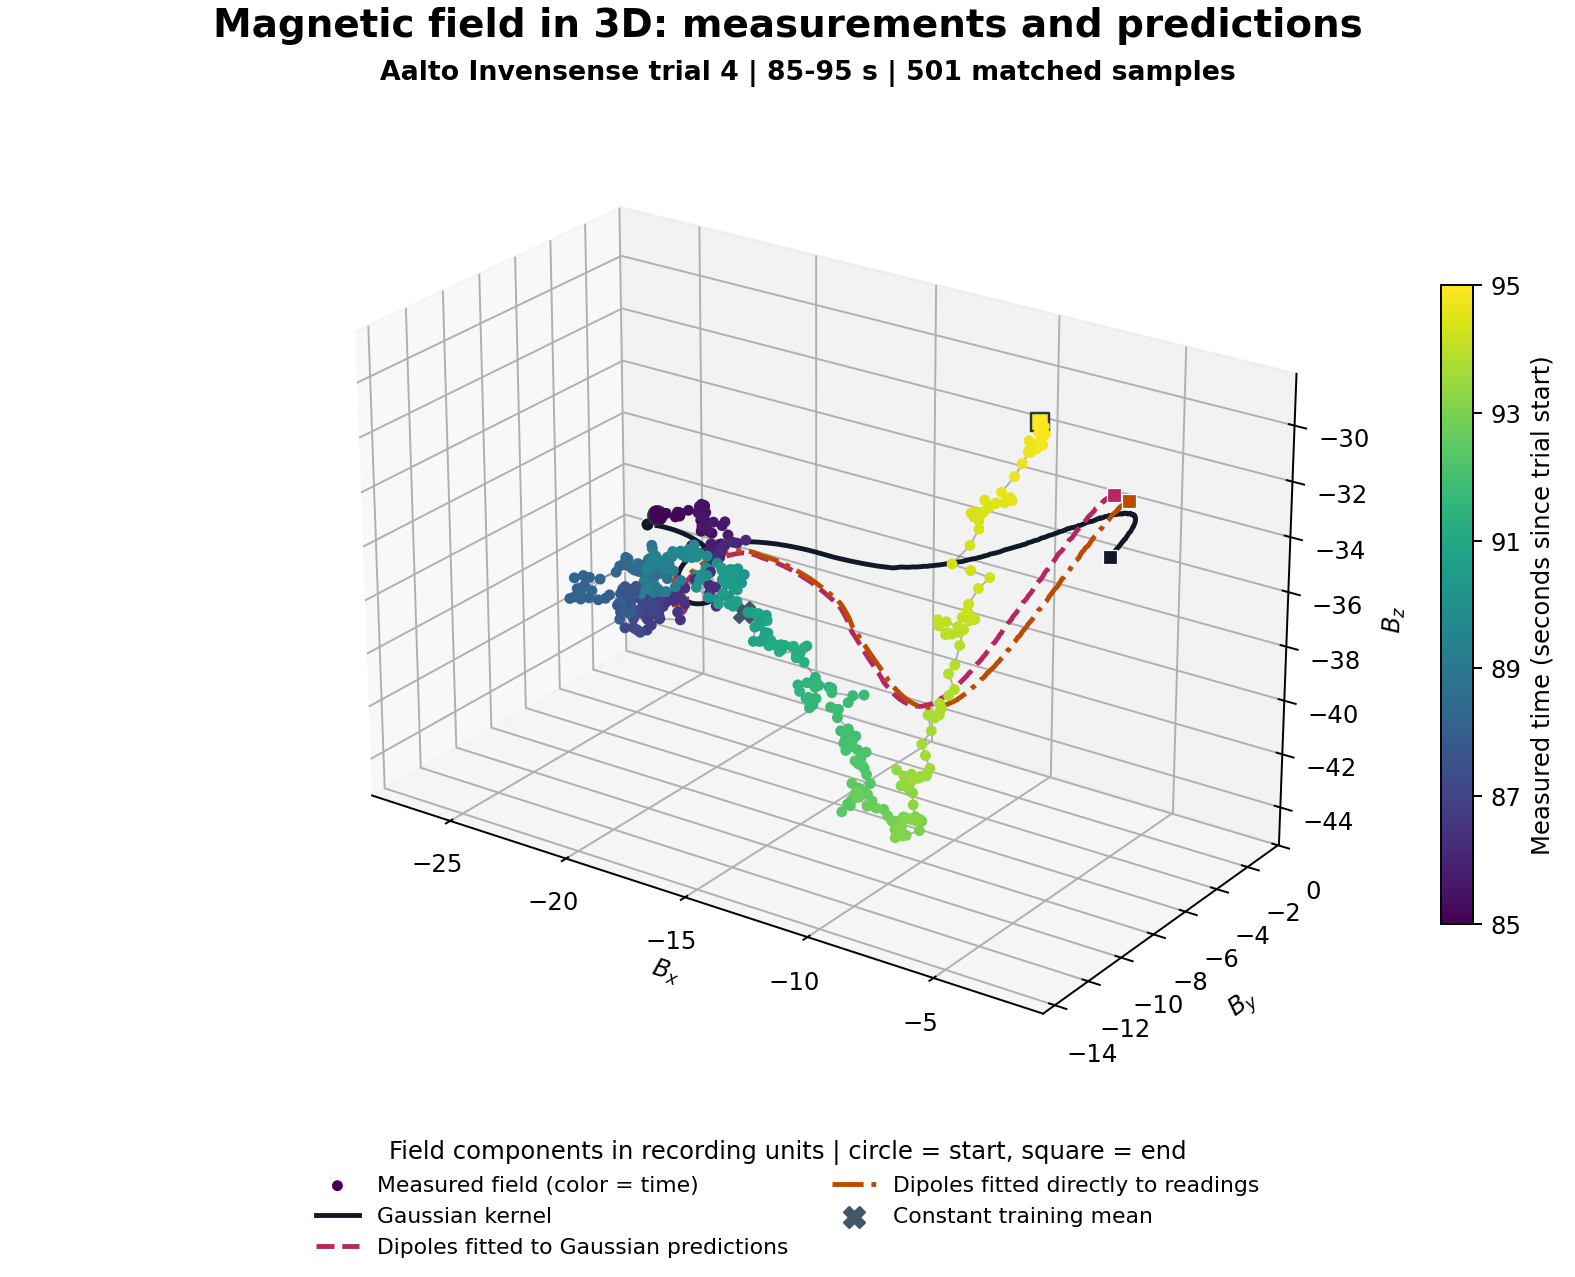 Magnetic field in 3D: measurements and predictions
Aalto Invensense trial 4 | 85-95 s | 501 matched samples
95
93
91
89
87
85
Measured time (seconds since trial start)
−30
−32
−34
−36
−38
−40
−42
−44
Bz
−25
−20
−15
−10
−5
Bx
0
−2
−4
−6
−8
−10
−12
−14
By
Field components in recording units | circle = start, square = end
Measured field (color = time)
Gaussian kernel
Dipoles fitted to Gaussian predictions
Dipoles fitted directly to readings
Constant training mean